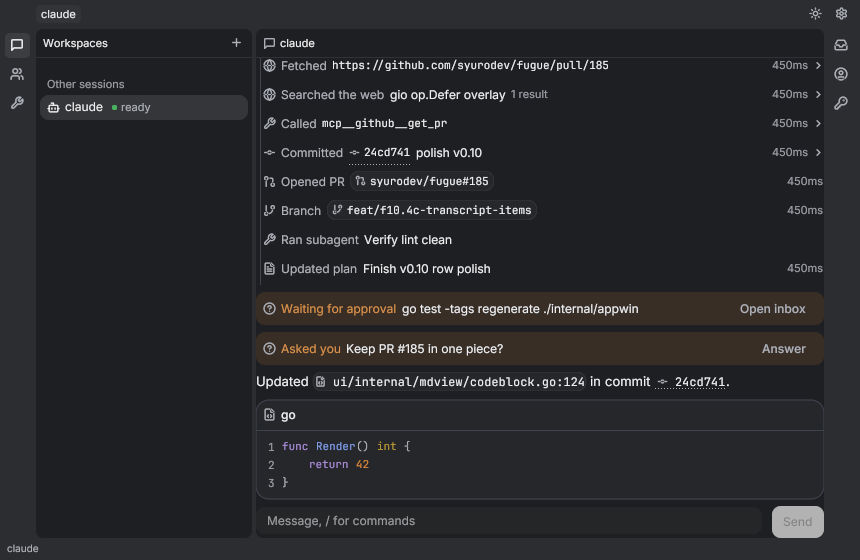 claude
Workspaces
Other sessions
claude ready
claude
Fetched https://github.com/syurodev/fugue/pull/185 450ms
Searched the web gio op.Defer overlay 1 result 450ms
Called mcp__github__get_pr 450ms
Committed 24cd741 polish v0.10 450ms
Opened PR syurodev/fugue#185 450ms
Branch feat/f10.4c-transcript-items 450ms
Ran subagent Verify lint clean
Updated plan Finish v0.10 row polish 450ms
Waiting for approval go test -tags regenerate ./internal/appwin Open inbox
Asked you Keep PR #185 in one piece? Answer
Updated ui/internal/mdview/codeblock.go:124 in commit 24cd741.
go
1 func Render() int {
2 return 42
3 }
Message, / for commands Send
claude